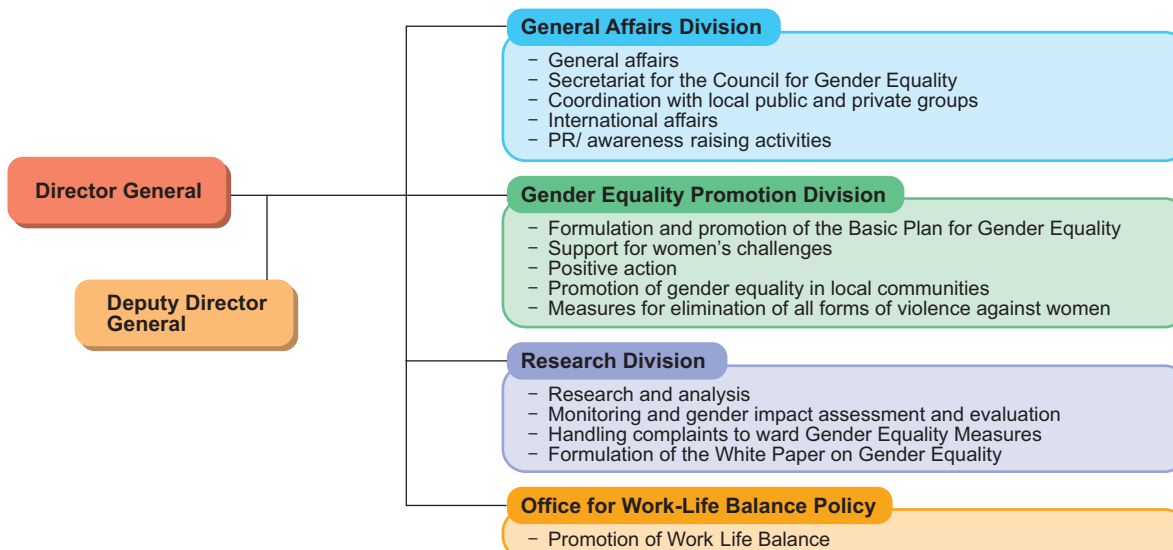 Director General
Deputy Director
General
General Affairs Division
− General affairs
− Secretariat for the Council for Gender Equality
− Coordination with local public and private groups
− International affairs
− PR/ awareness raising activities
Gender Equality Promotion Division
− Formulation and promotion of the Basic Plan for Gender Equality
− Support for women's challenges
− Positive action
− Promotion of gender equality in local communities
− Measures for elimination of all forms of violence against women
Research Division
− Research and analysis
− Monitoring and gender impact assessment and evaluation
− Handling complaints to ward Gender Equality Measures
− Formulation of the White Paper on Gender Equality
Office for Work-Life Balance Policy
− Promotion of Work Life Balance